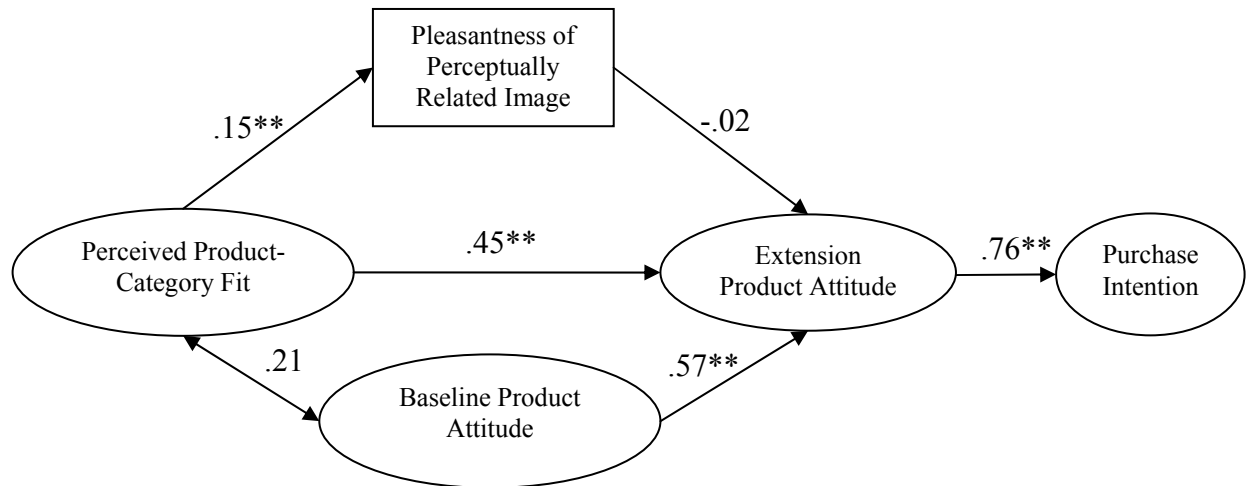 Pleasantness of
Perceptually
Related Image
.15**
-.02
Perceived Product-
Category Fit
.45**
Extension
Product Attitude
.76**
Purchase
Intention
.21
.57**
Baseline Product
Attitude